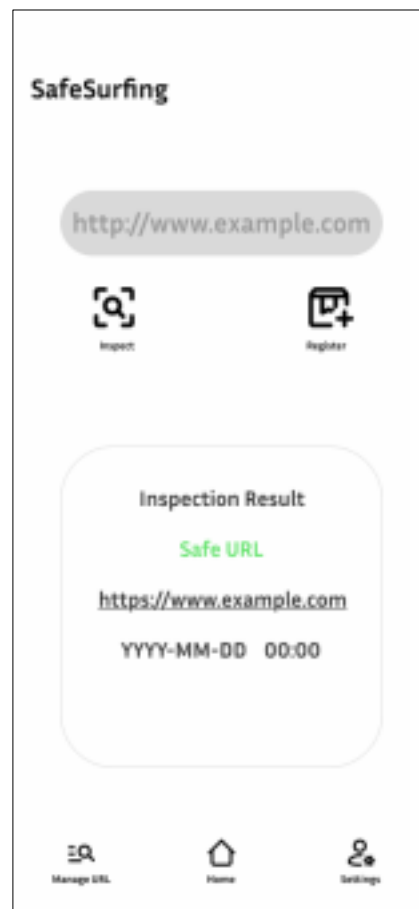 SafeSurfing
http://www.example.com
Inspect Register
Inspection Result
Safe URL
https://www.example.com
YYYY-MM-DD 00:00
Manage URL Home Settings